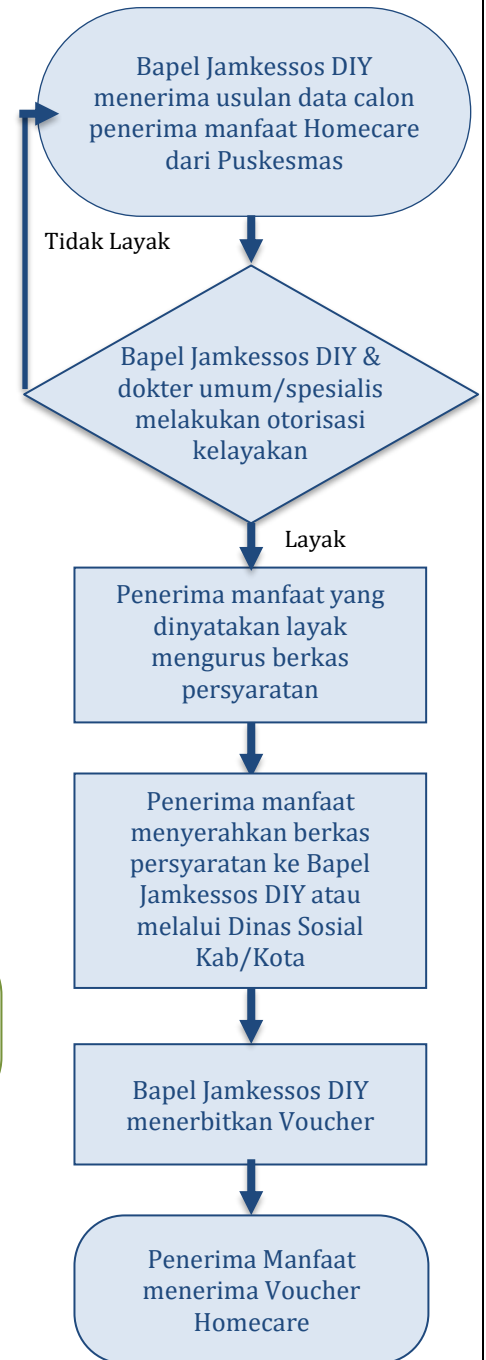 Bapel Jamkessos DIY
menerima usulan data calon
penerima manfaat Homecare
dari Puskesmas
Tidak Layak
Bapel Jamkessos DIY &
dokter umum/spesialis
melakukan otorisasi
kelayakan
Layak
Penerima manfaat yang
dinyatakan layak
mengurus berkas
persyaratan
Penerima manfaat
menyerahkan berkas
persyaratan ke Bapel
Jamkessos DIY atau
melalui Dinas Sosial
Kab/Kota
Bapel Jamkessos DIY
menerbitkan Voucher
Penerima Manfaat
menerima Voucher
Homecare